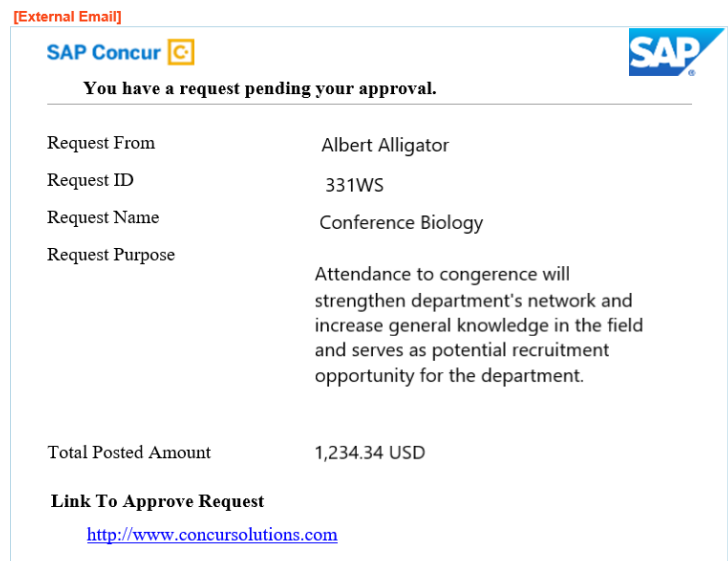 [External Email]
SAP Concur C
SAP
You have a request pending your approval.
Request From Albert Alligator
Request ID 331WS
Request Name Conference Biology
Request Purpose
Attendance to congerence will
strengthen department's network and
increase general knowledge in the field
and serves as potential recruitment
opportunity for the department.
Total Posted Amount 1,234.34 USD
Link To Approve Request
http://www.concursolutions.com